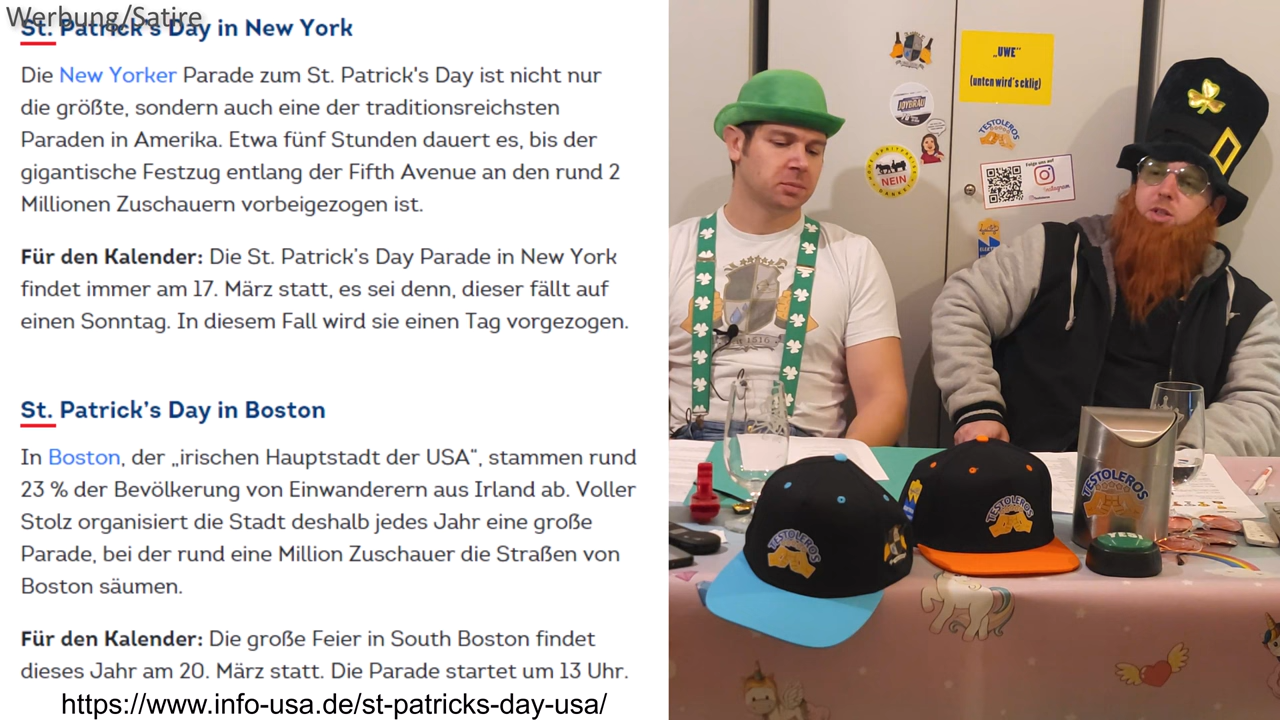 Werbung/Satire
St. Patrick's Day in New York
Die New Yorker Parade zum St. Patrick's Day ist nicht nur
die größte, sondern auch eine der traditionsreichsten
Paraden in Amerika. Etwa fünf Stunden dauert es, bis der
gigantische Festzug entlang der Fifth Avenue an den rund 2
Millionen Zuschauern vorbeigezogen ist.
Für den Kalender: Die St. Patrick's Day Parade in New York
findet immer am 17. März statt, es sei denn, dieser fällt auf
einen Sonntag. In diesem Fall wird sie einen Tag vorgezogen.
St. Patrick's Day in Boston
In Boston, der „irischen Hauptstadt der USA“, stammen rund
23 % der Bevölkerung von Einwanderern aus Irland ab. Voller
Stolz organisiert die Stadt deshalb jedes Jahr eine große
Parade, bei der rund eine Million Zuschauer die Straßen von
Boston säumen.
Für den Kalender: Die große Feier in South Boston findet
dieses Jahr am 20. März statt. Die Parade startet um 13 Uhr.
https://www.info-usa.de/st-patricks-day-usa/
„UWE“
(unten wird´s eklig)
JOYBRÄU
TESTOLEROS
NEIN
Folge uns auf
Instagram
1516
TESTOLEROS
TESTOLEROS
TESTOLEROS
YES